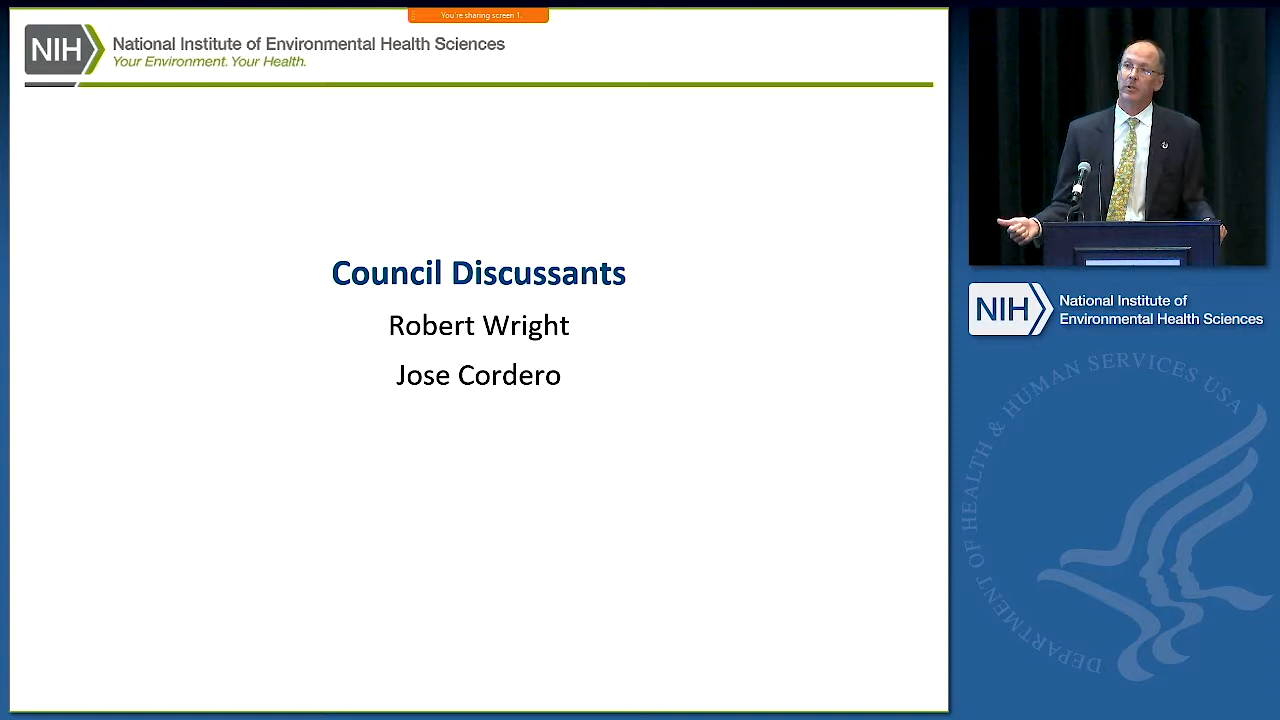 You're sharing screen 1.
NIH
National Institute of Environmental Health Sciences
Your Environment. Your Health.
Council Discussants
Robert Wright
Jose Cordero
NIH
National Institute of
Environmental Health Sciences
DEPARTMENT OF HEALTH & HUMAN SERVICES USA